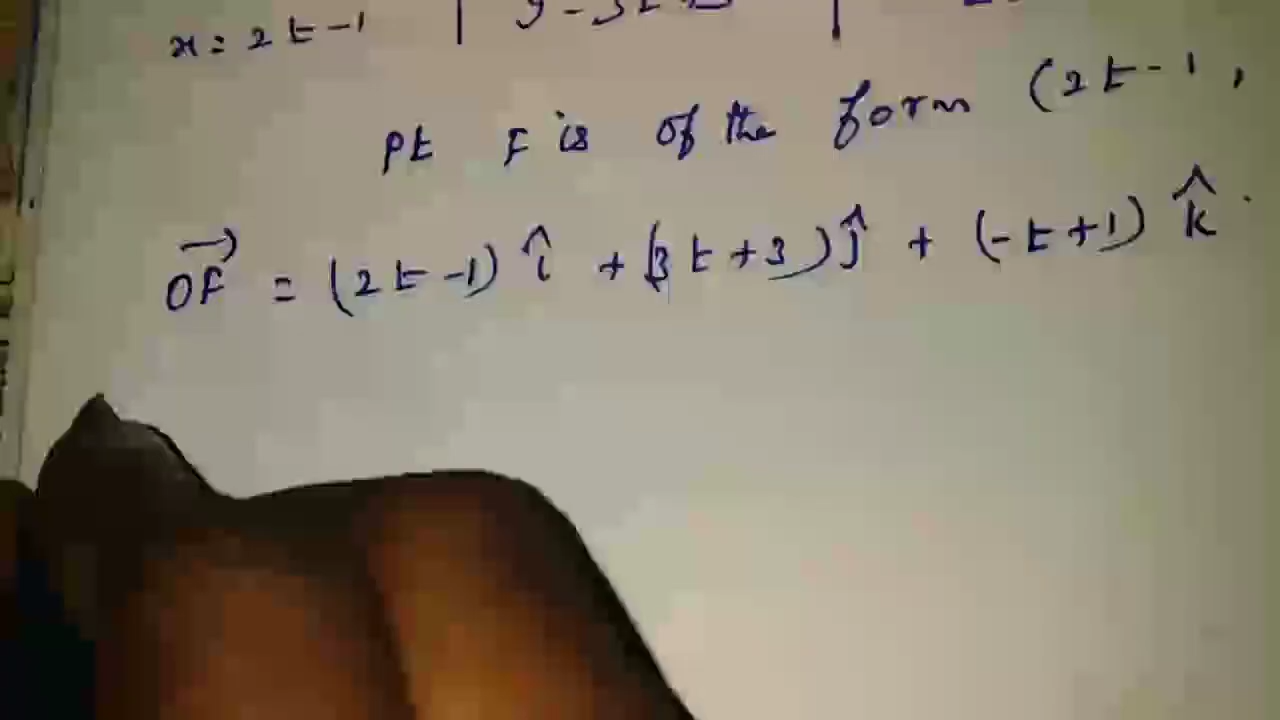 x = 2t-1 |
Pt F is of the form (2t-1,
OF = (2t-1) î + (3t+3) ĵ + (-t+1) k̂.